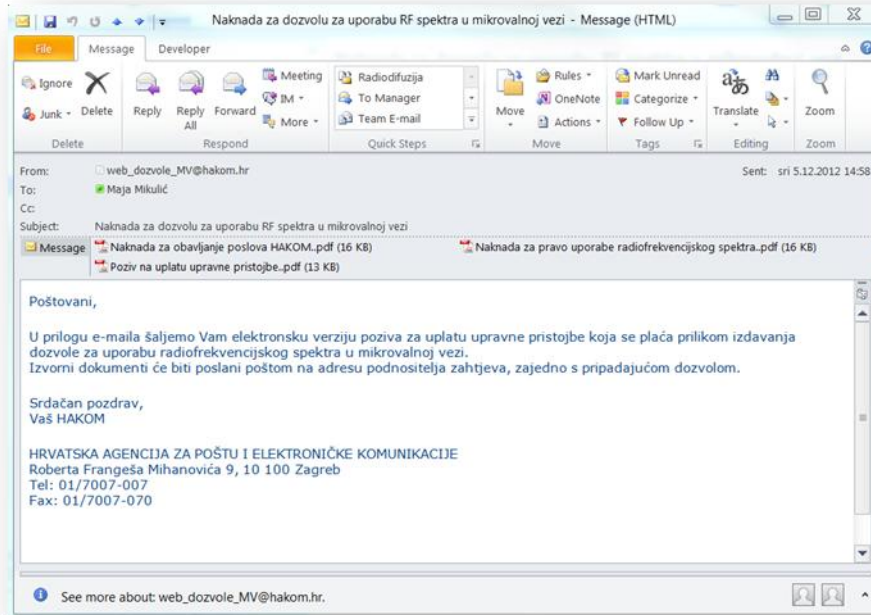 Naknada za dozvolu za uporabu RF spektra u mikrovalnoj vezi - Message (HTML)
File Message Developer
Ignore
Junk
Delete
Reply
Reply All
Forward
Meeting
IM
More
Radiodifuzija
To Manager
Team E-mail
Move
Rules
OneNote
Actions
Mark Unread
Categorize
Follow Up
Translate
Zoom
Delete Respond Quick Steps Move Tags Editing Zoom
From: web_dozvole_MV@hakom.hr Sent: sri 5.12.2012 14:58
To: Maja Mikulić
Cc:
Subject: Naknada za dozvolu za uporabu RF spektra u mikrovalnoj vezi
Message Naknada za obavljanje poslova HAKOM..pdf (16 KB) Naknada za pravo uporabe radiofrekvencijskog spektra..pdf (16 KB)
Poziv na uplatu upravne pristojbe..pdf (13 KB)
Poštovani,
U prilogu e-maila šaljemo Vam elektronsku verziju poziva za uplatu upravne pristojbe koja se plaća prilikom izdavanja
dozvole za uporabu radiofrekvencijskog spektra u mikrovalnoj vezi.
Izvorni dokumenti će biti poslani poštom na adresu podnositelja zahtjeva, zajedno s pripadajućom dozvolom.
Srdačan pozdrav,
Vaš HAKOM
HRVATSKA AGENCIJA ZA POŠTU I ELEKTRONIČKE KOMUNIKACIJE
Roberta Frangeša Mihanovića 9, 10 100 Zagreb
Tel: 01/7007-007
Fax: 01/7007-070
See more about: web_dozvole_MV@hakom.hr.